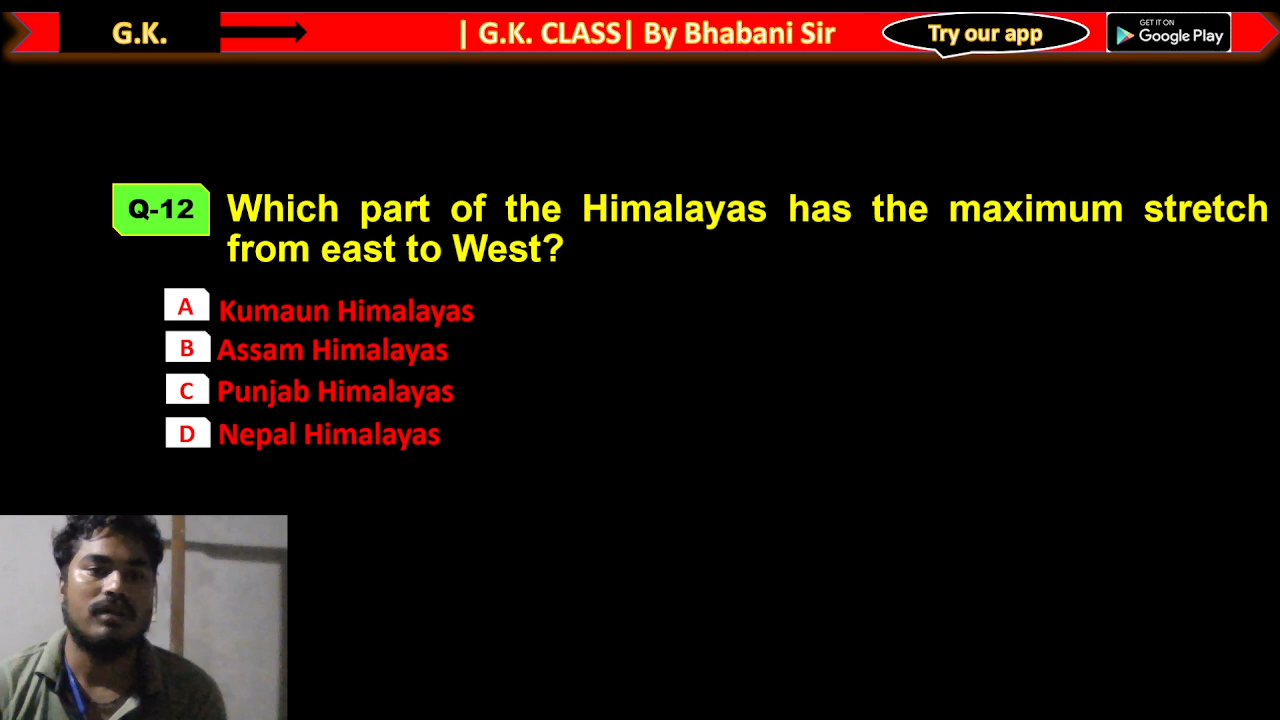 G.K.
| G.K. CLASS| By Bhabani Sir
Try our app
GET IT ON
Google Play
Q-12
Which part of the Himalayas has the maximum stretch
from east to West?
A Kumaun Himalayas
B Assam Himalayas
C Punjab Himalayas
D Nepal Himalayas